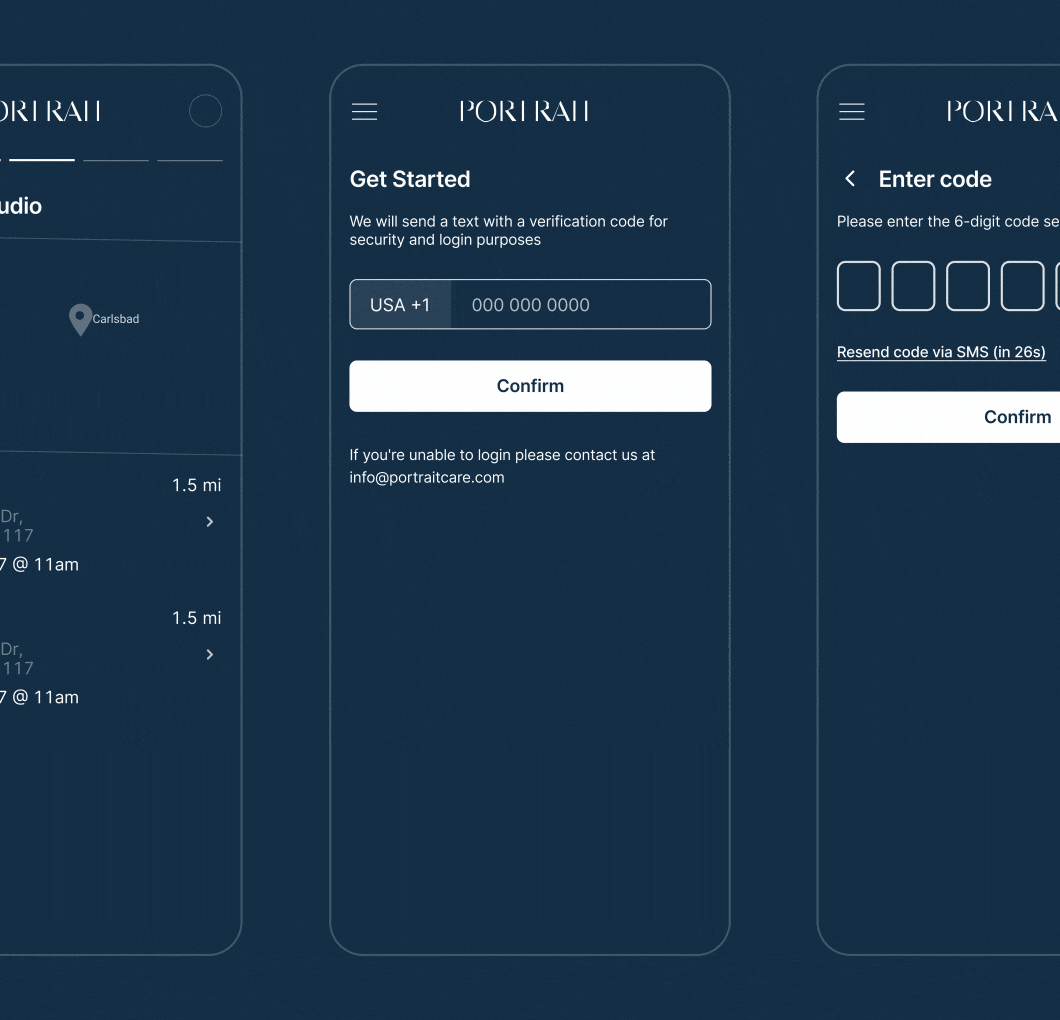 PORTRAIT
udio
Carlsbad
1.5 mi
Dr,
117
7 @ 11am
1.5 mi
Dr,
117
7 @ 11am
PORTRAIT
Get Started
We will send a text with a verification code for
security and login purposes
USA +1 000 000 0000
Confirm
If you're unable to login please contact us at
info@portraitcare.com
PORTRA
Enter code
Please enter the 6-digit code se
Resend code via SMS (in 26s)
Confirm